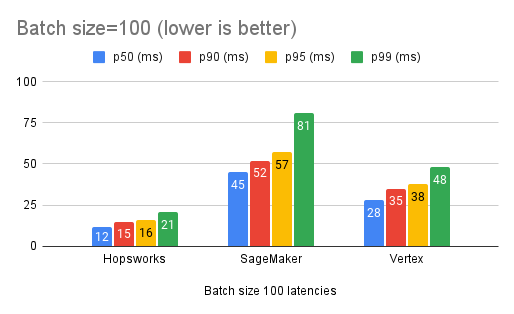 Batch size=100 (lower is better)
p50 (ms) p90 (ms) p95 (ms) p99 (ms)
100
75
50
25
0
12 15 16 21
45 52 57 81
28 35 38 48
Hopsworks SageMaker Vertex
Batch size 100 latencies